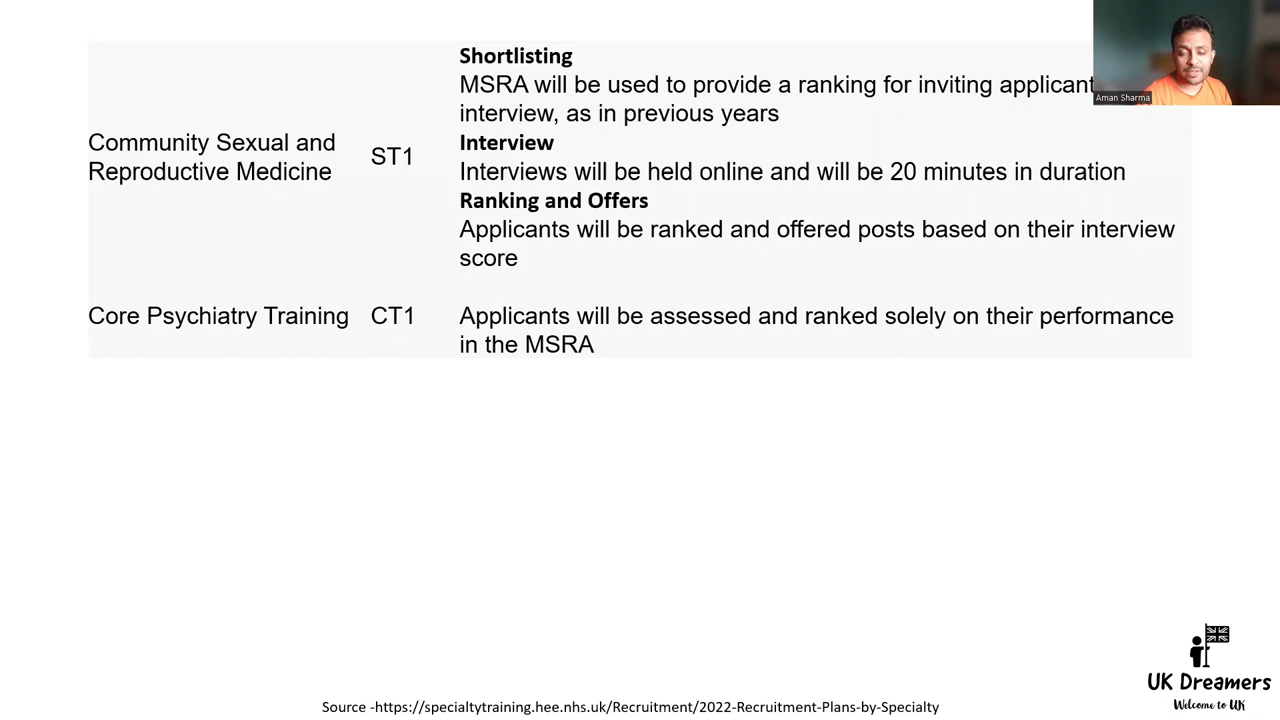 Shortlisting
MSRA will be used to provide a ranking for inviting applicant
interview, as in previous years
Community Sexual and
Reproductive Medicine
ST1
Interview
Interviews will be held online and will be 20 minutes in duration
Ranking and Offers
Applicants will be ranked and offered posts based on their interview
score
Core Psychiatry Training
CT1
Applicants will be assessed and ranked solely on their performance
in the MSRA
Aman Sharma
UK Dreamers
Welcome to UK
Source -https://specialtytraining.hee.nhs.uk/Recruitment/2022-Recruitment-Plans-by-Specialty